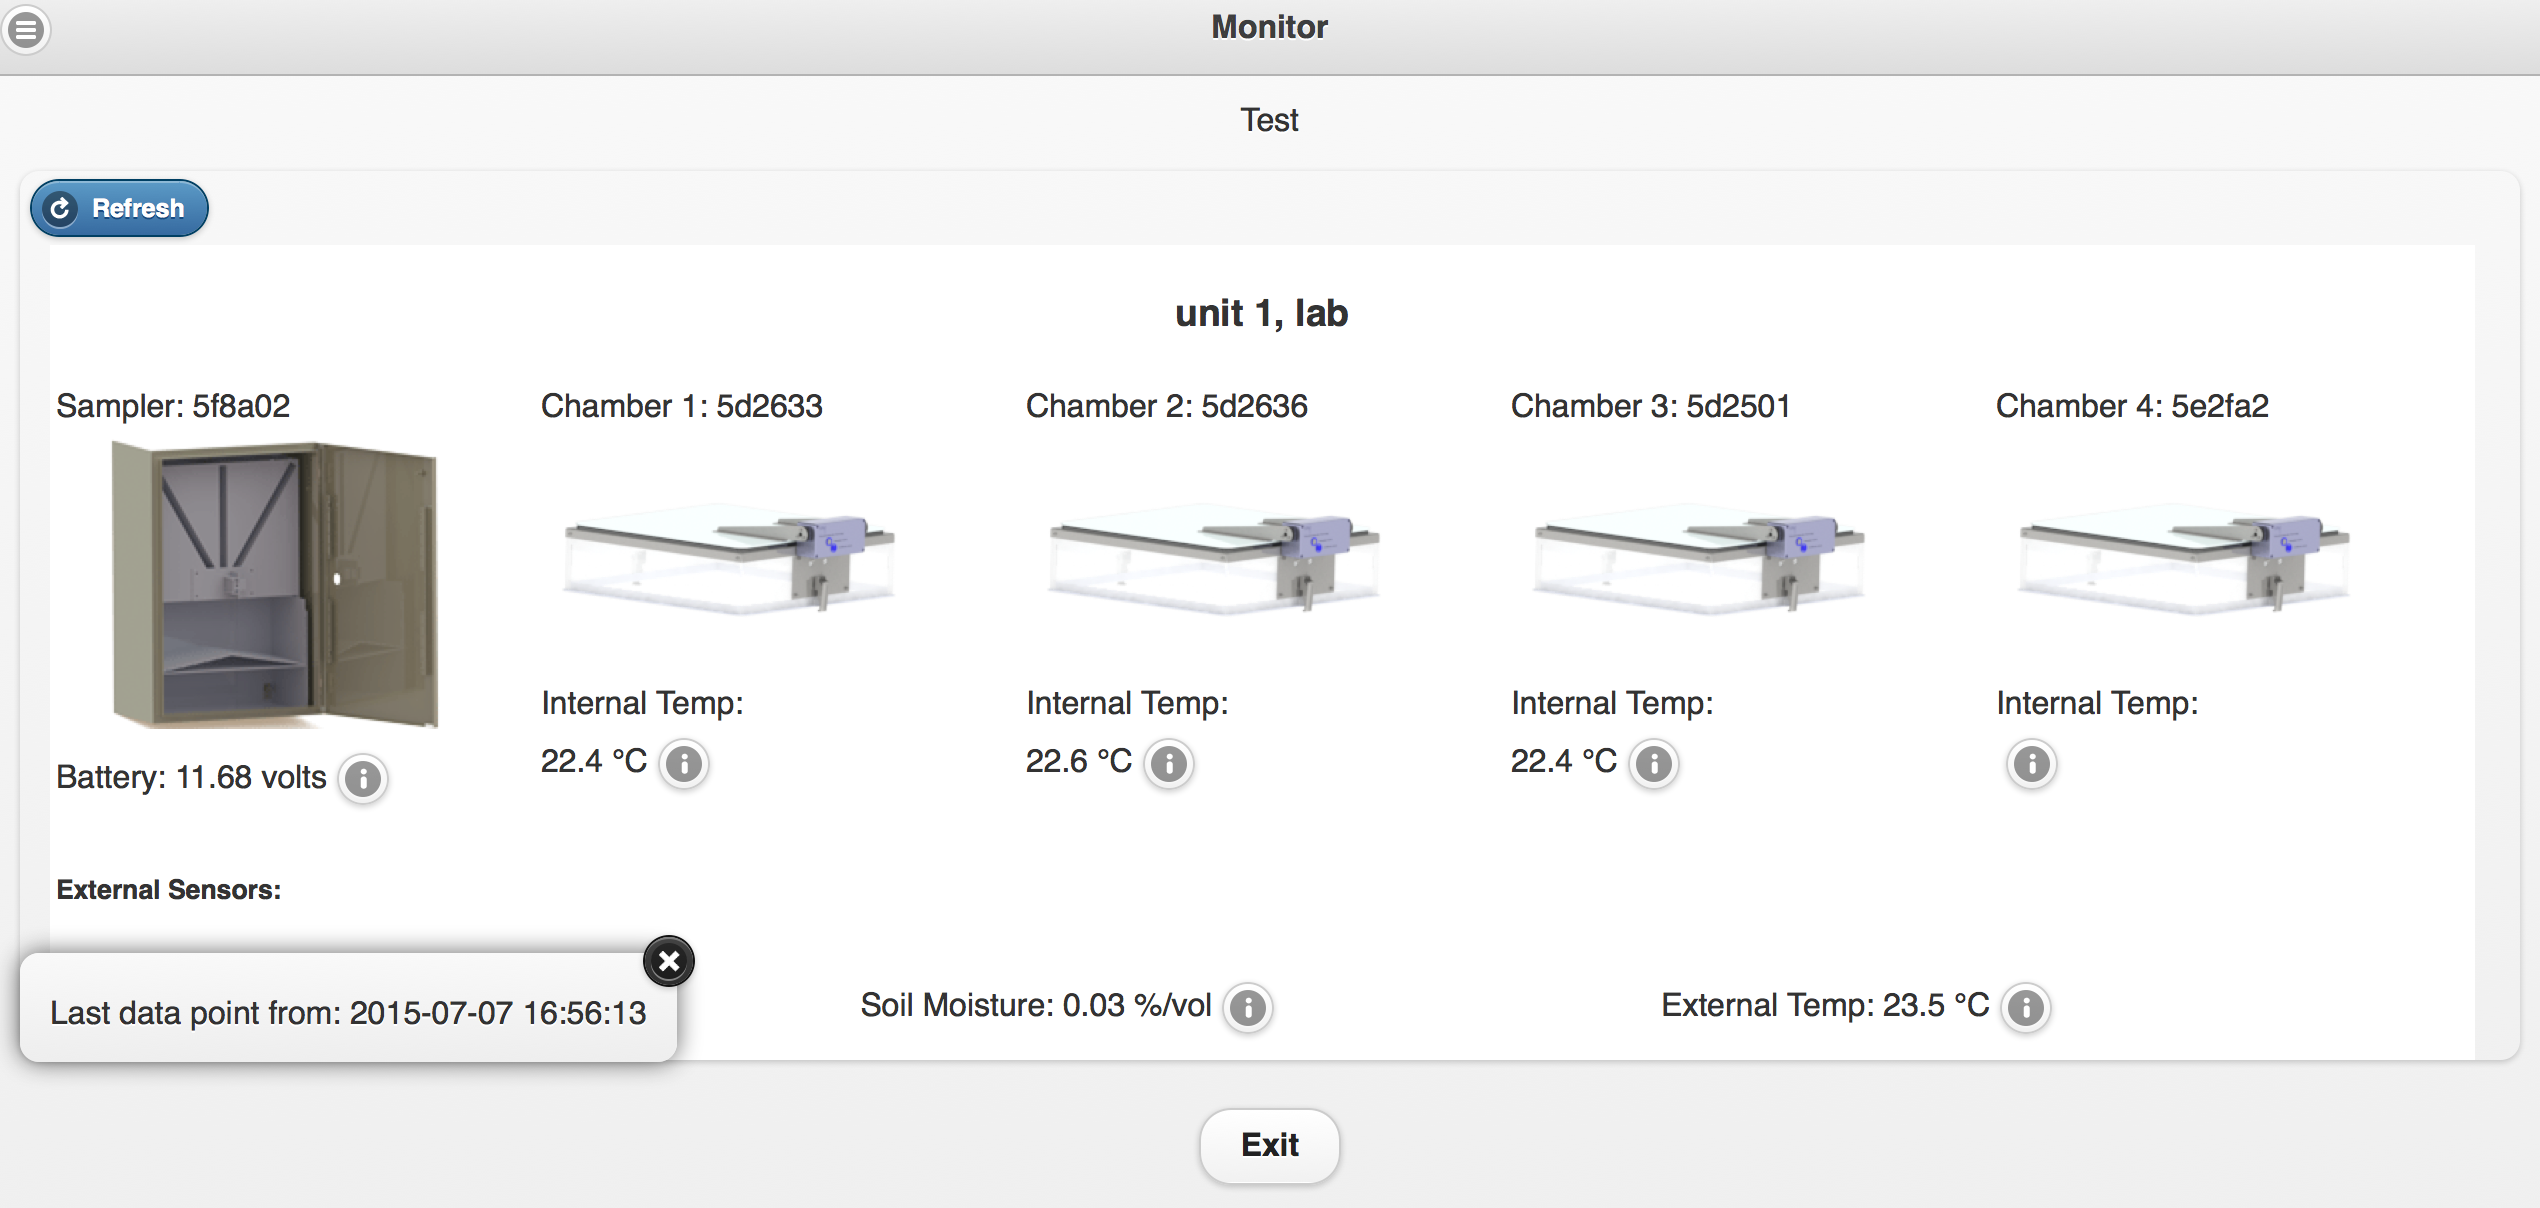 Monitor
Test
Refresh
unit 1, lab
Sampler: 5f8a02
Chamber 1: 5d2633
Chamber 2: 5d2636
Chamber 3: 5d2501
Chamber 4: 5e2fa2
Internal Temp:
Internal Temp:
Internal Temp:
Internal Temp:
Battery: 11.68 volts
22.4 °C
22.6 °C
22.4 °C
External Sensors:
Last data point from: 2015-07-07 16:56:13
Soil Moisture: 0.03 %/vol
External Temp: 23.5 °C
Exit